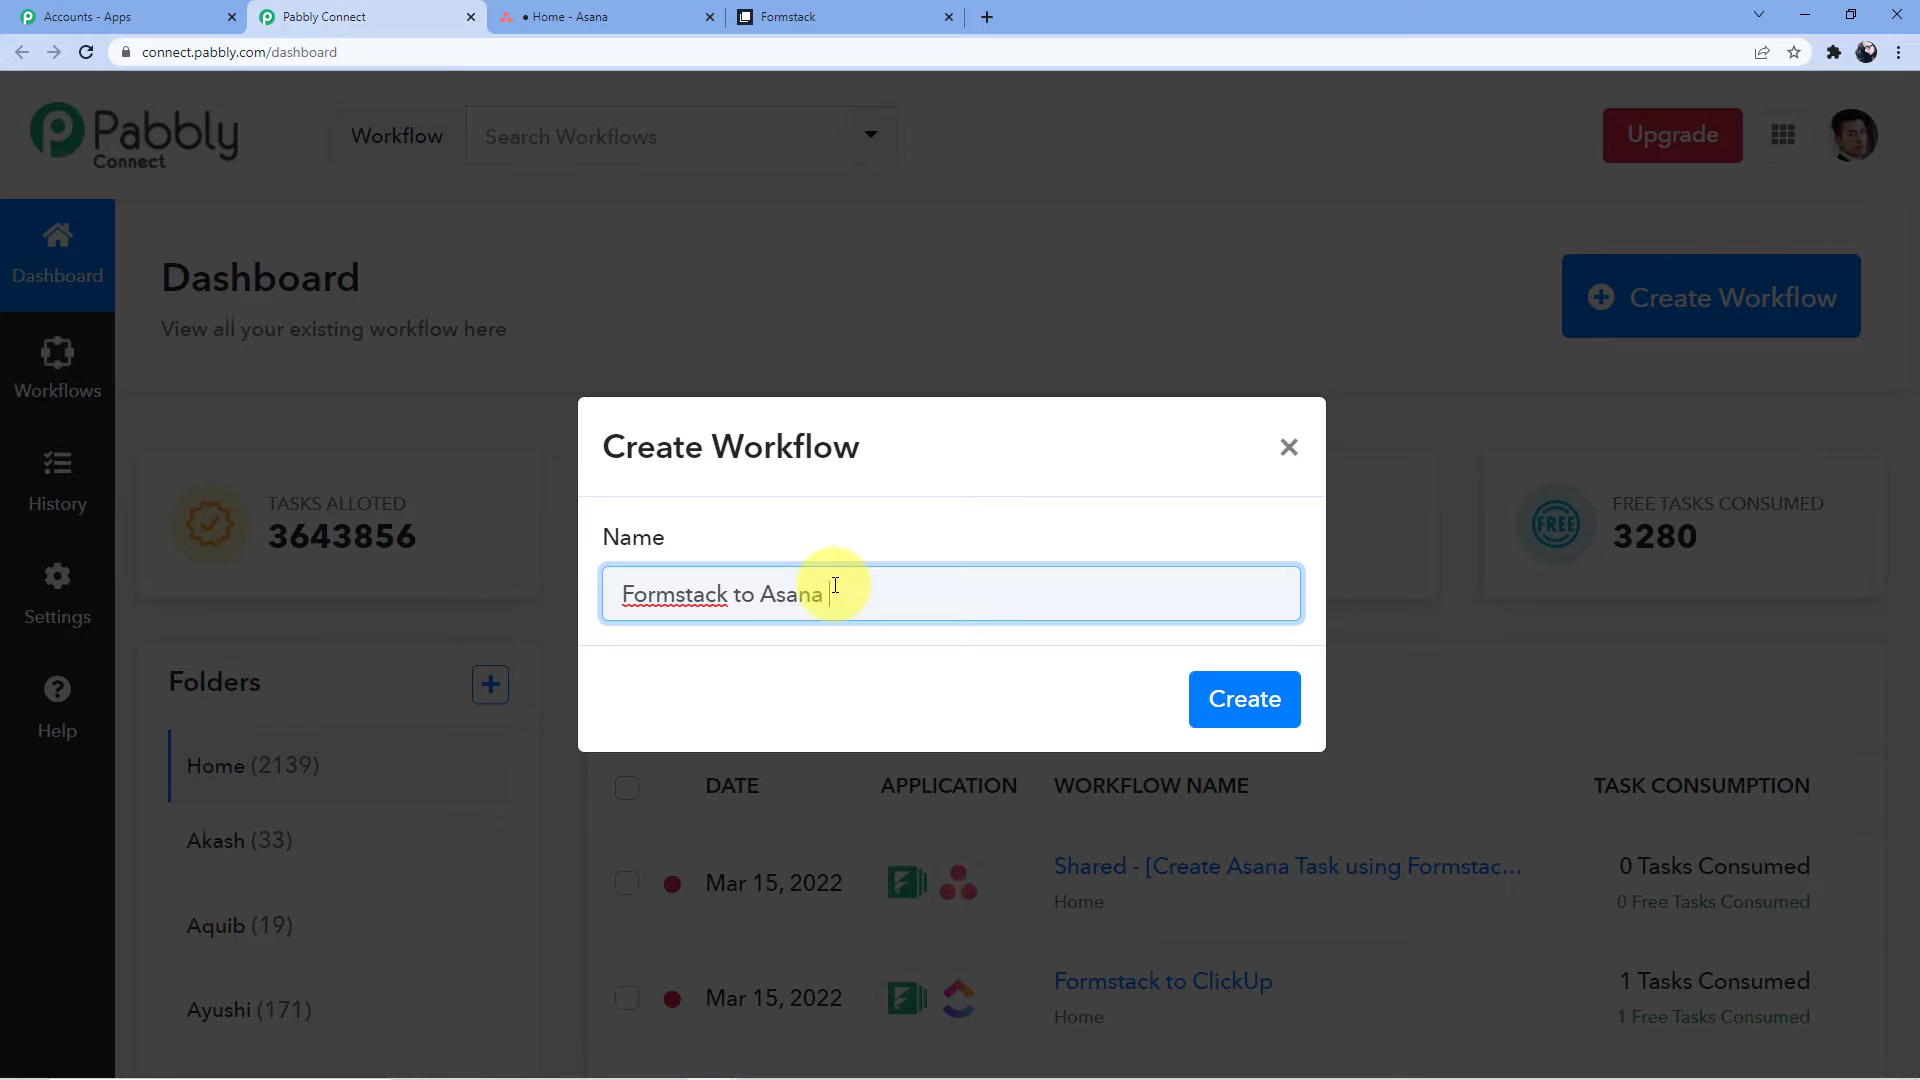 Accounts - Apps
Pabbly Connect
• Home - Asana
Formstack
connect.pabbly.com/dashboard
Pabbly
Connect
Workflow
Search Workflows
Upgrade
Dashboard
Workflows
History
Settings
Help
Dashboard
View all your existing workflow here
Create Workflow
TASKS ALLOTED
3643856
FREE
FREE TASKS CONSUMED
3280
Create Workflow
×
Name
Formstack to Asana
Create
Folders
Home (2139)
Akash (33)
Aquib (19)
Ayushi (171)
DATE APPLICATION WORKFLOW NAME TASK CONSUMPTION
Mar 15, 2022 Shared - [Create Asana Task using Formstac... 0 Tasks Consumed
Home 0 Free Tasks Consumed
Mar 15, 2022 Formstack to ClickUp 1 Tasks Consumed
Home 1 Free Tasks Consumed